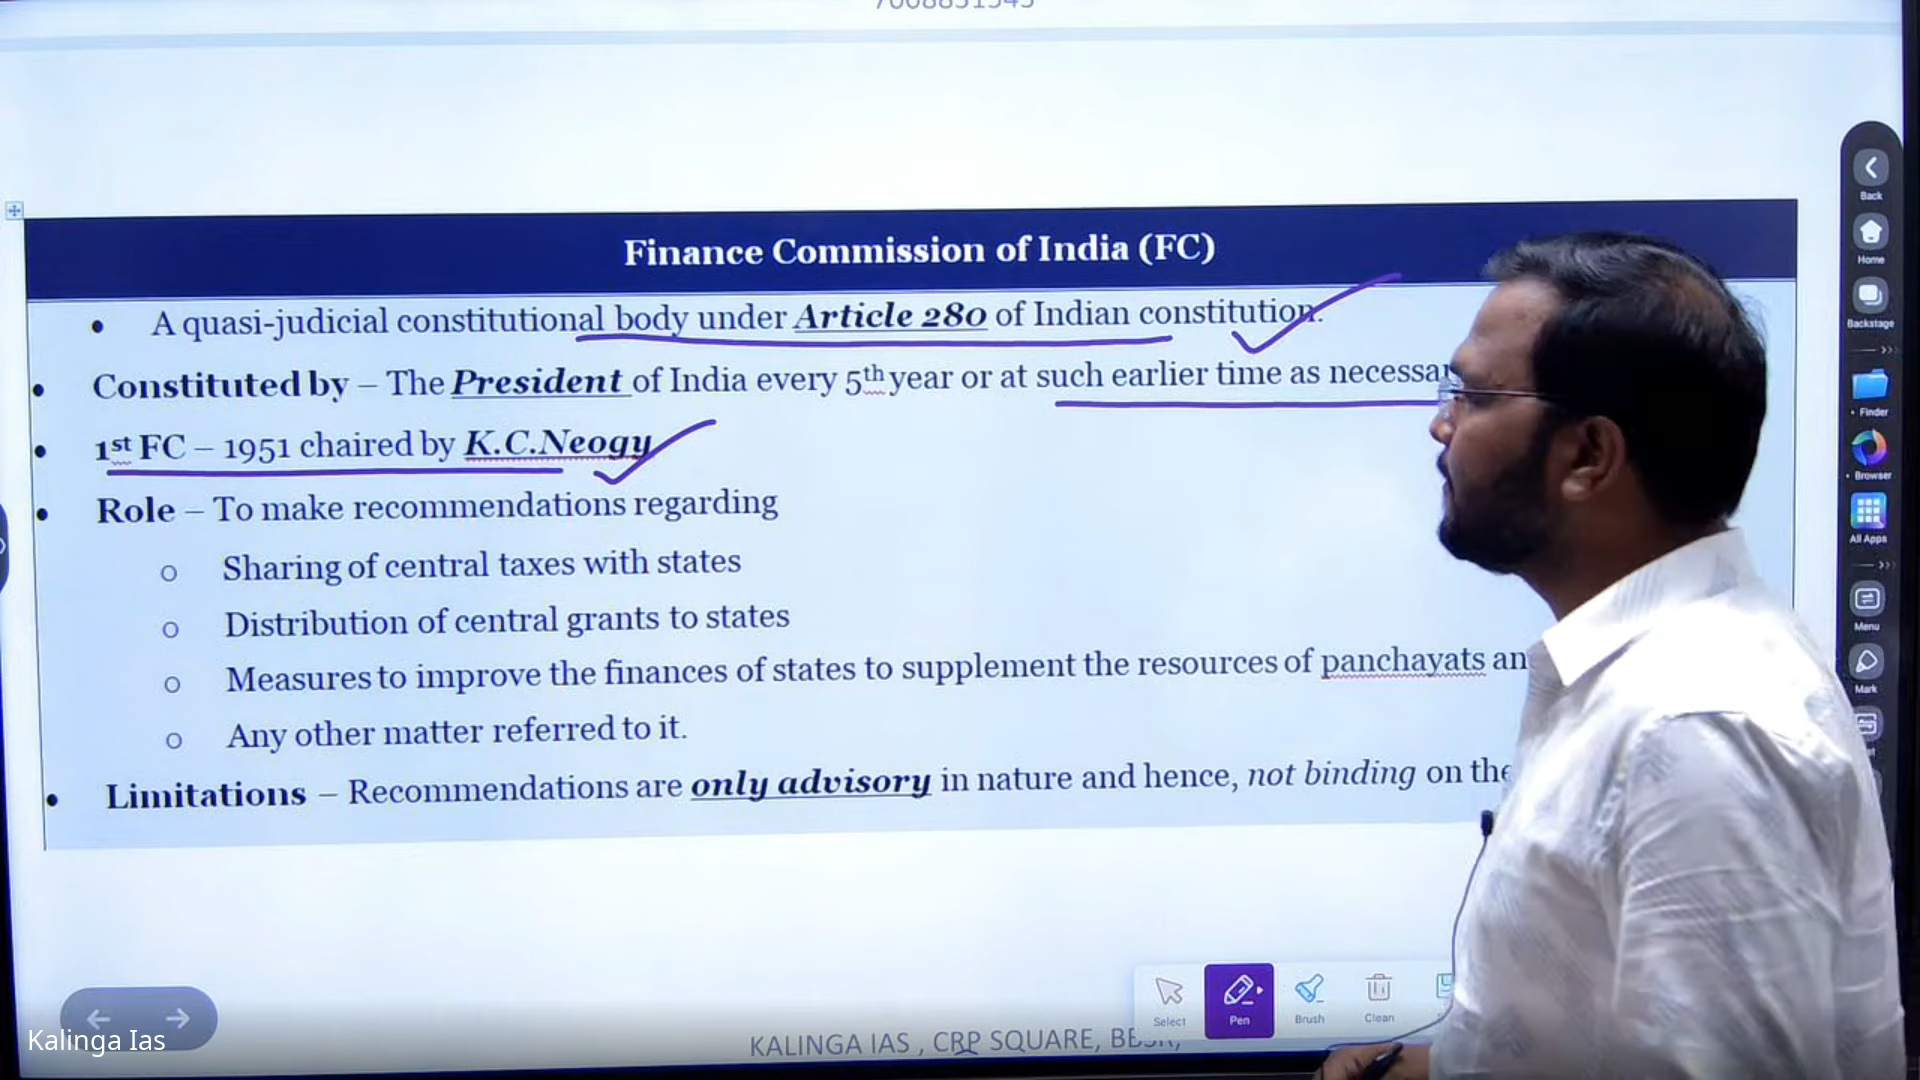 Finance Commission of India (FC)
• A quasi-judicial constitutional body under Article 280 of Indian constitution.
• Constituted by – The President of India every 5th year or at such earlier time as
• 1st FC – 1951 chaired by K.C.Neogy
• Role – To make recommendations regarding
o Sharing of central taxes with states
o Distribution of central grants to states
o Measures to improve the finances of states to supplement the resources of panchayats
o Any other matter referred to it.
• Limitations – Recommendations are only advisory in nature and hence, not binding on the
Back
Home
Backstage
• Finder
• Browser
All Apps
Menu
Mark
Select
Pen
Brush
Clean
Kalinga Ias
KALINGA IAS , CRP SQUARE,